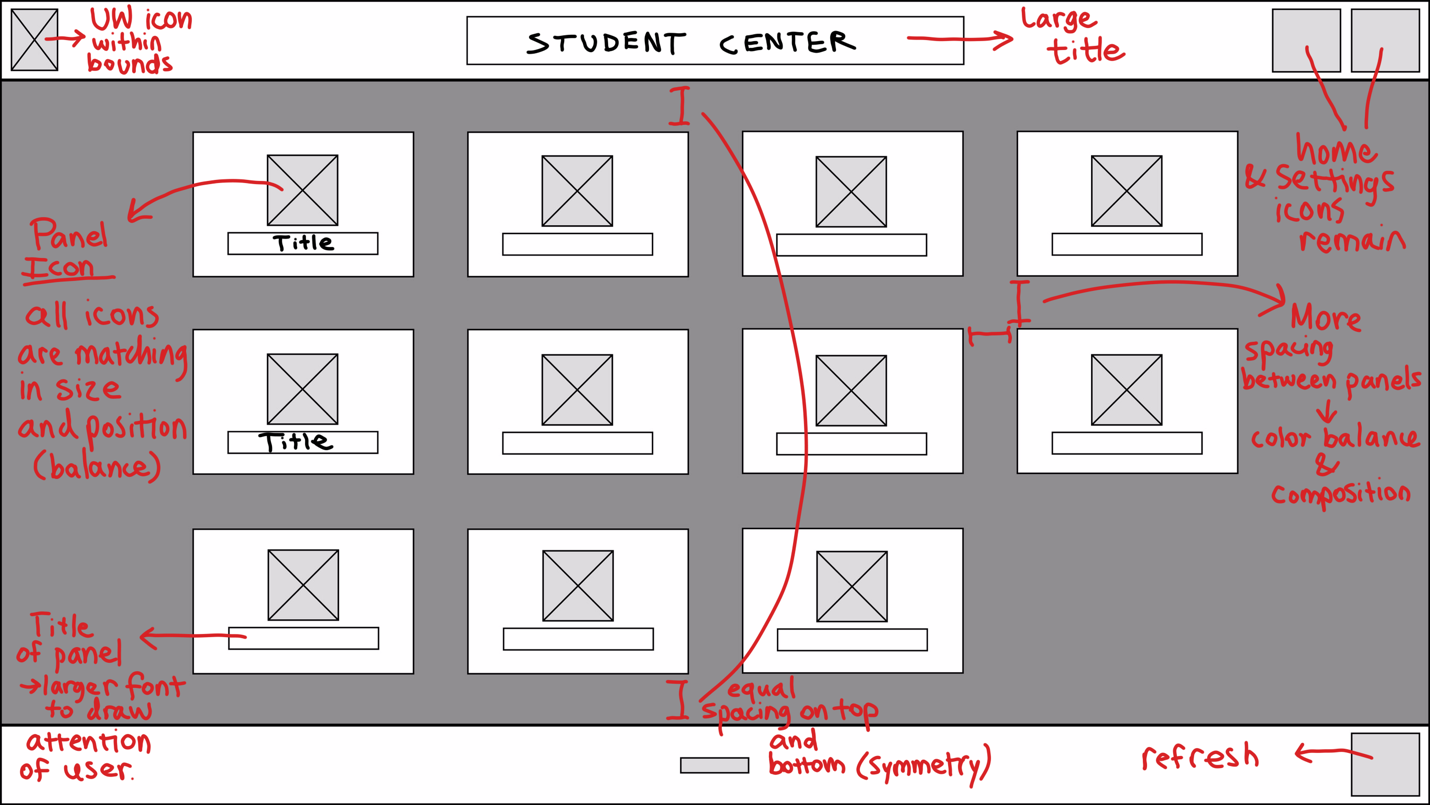 UW icon
within
bounds
STUDENT CENTER
Large
title
home
& Settings
icons
remain
Panel
Icon
all icons
are matching
in size
and position
(balance)
Title
Title
More
spacing
between panels
color balance
&
composition
Title
of panel
→larger font
to draw
attention
of user.
equal
spacing on top
and
bottom (symmetry)
refresh